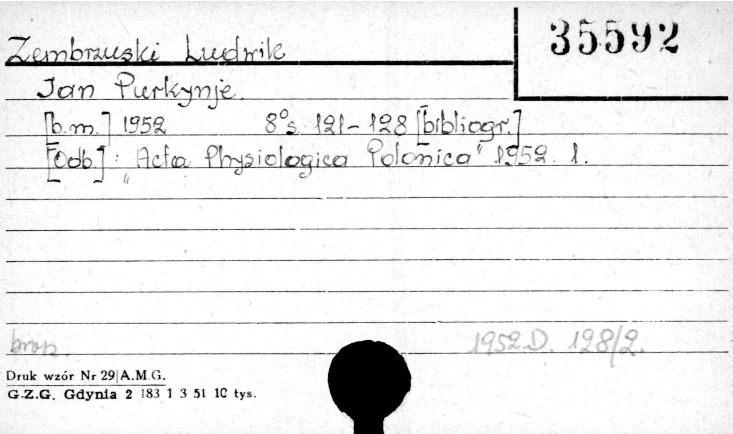 35592
Zembrzuski Ludwik
Jan Purkynje.
[b.m.] 1952 8° s. 121-128 [bibliogr.]
[Odb.]: „Acta Physiologica Polonica" 1952. 1.
brosz. 1952.D. 128/2.
Druk wzór Nr 29|A.M.G.
G.Z.G. Gdynia 2 183 1 3 51 10 tys.